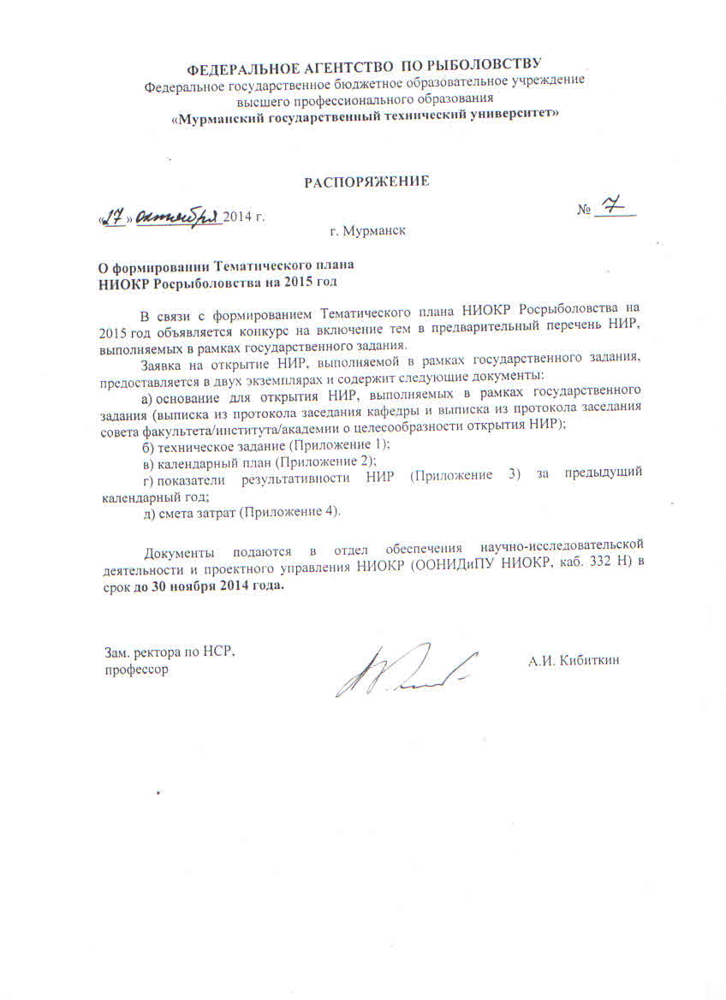 ФЕДЕРАЛЬНОЕ АГЕНТСТВО ПО РЫБОЛОВСТВУ
Федеральное государственное бюджетное образовательное учреждение
высшего профессионального образования
«Мурманский государственный технический университет»
РАСПОРЯЖЕНИЕ
«27» октября 2014 г. № 7
г. Мурманск
О формировании Тематического плана
НИОКР Росрыболовства на 2015 год
В связи с формированием Тематического плана НИОКР Росрыболовства на
2015 год объявляется конкурс на включение тем в предварительный перечень НИР,
выполняемых в рамках государственного задания.
Заявка на открытие НИР, выполняемой в рамках государственного задания,
предоставляется в двух экземплярах и содержит следующие документы:
а) основание для открытия НИР, выполняемых в рамках государственного
задания (выписка из протокола заседания кафедры и выписка из протокола заседания
совета факультета/института/академии о целесообразности открытия НИР);
б) техническое задание (Приложение 1);
в) календарный план (Приложение 2);
г) показатели результативности НИР (Приложение 3) за предыдущий
календарный год;
д) смета затрат (Приложение 4).
Документы подаются в отдел обеспечения научно-исследовательской
деятельности и проектного управления НИОКР (ООНИДиПУ НИОКР, каб. 332 Н) в
срок до 30 ноября 2014 года.
Зам. ректора по НСР,
профессор А.И. Кибиткин